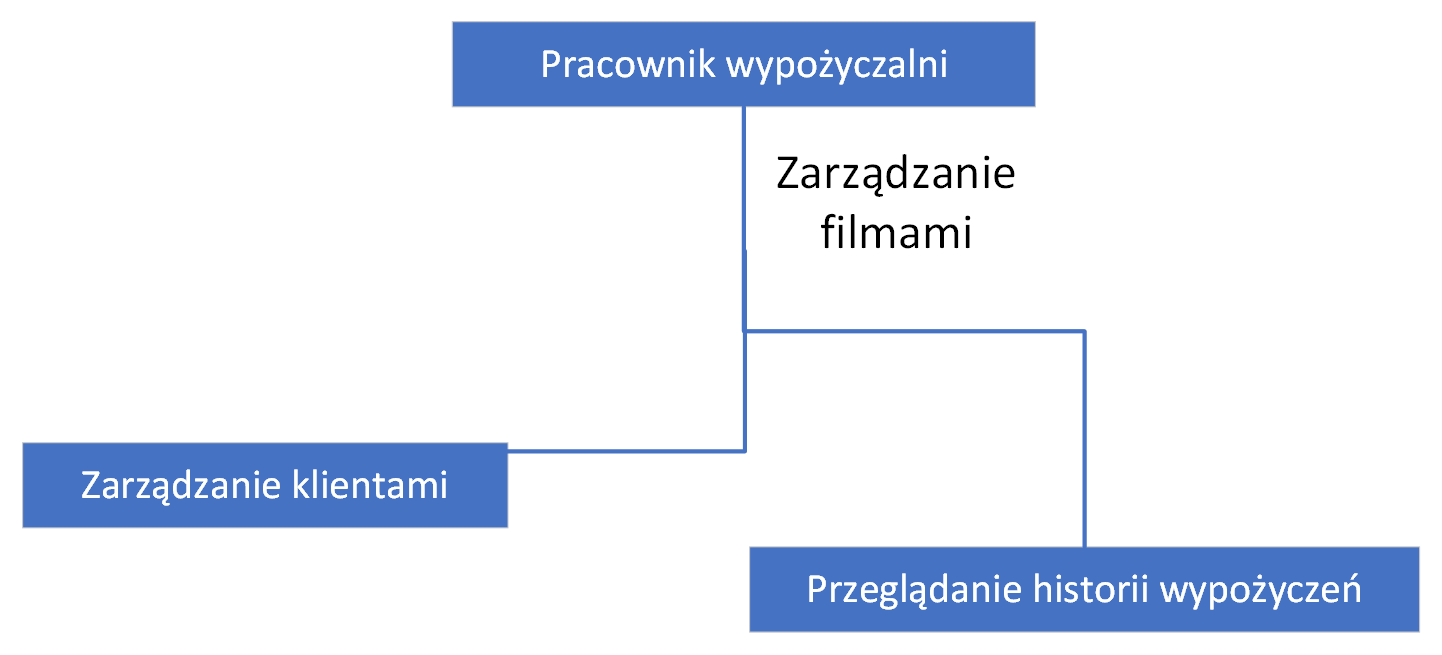 Pracownik wypożyczalni
Zarządzanie
filmami
Zarządzanie klientami
Przeglądanie historii wypożyczeń